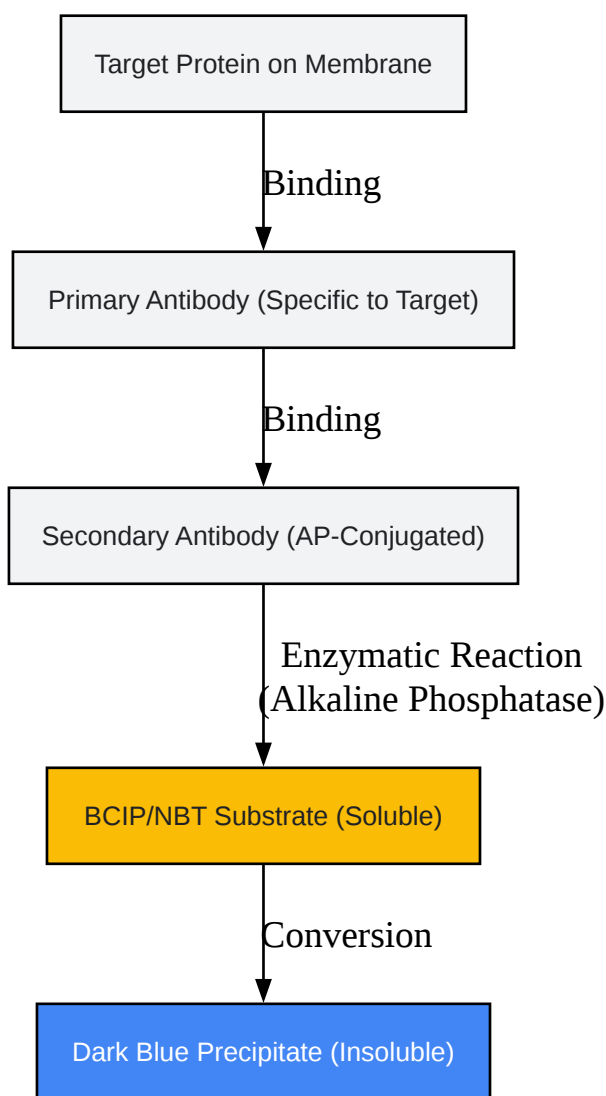 Target Protein on Membrane
Binding
Primary Antibody (Specific to Target)
Binding
Secondary Antibody (AP-Conjugated)
Enzymatic Reaction
(Alkaline Phosphatase)
BCIP/NBT Substrate (Soluble)
Conversion
Dark Blue Precipitate (Insoluble)